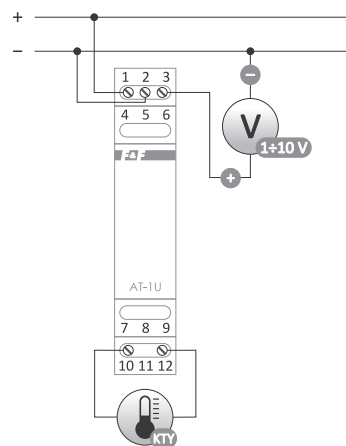 +
−
1 2 3
4 5 6
−
V
1÷10 V
+
F&F
AT-1U
7 8 9
10 11 12
KTY